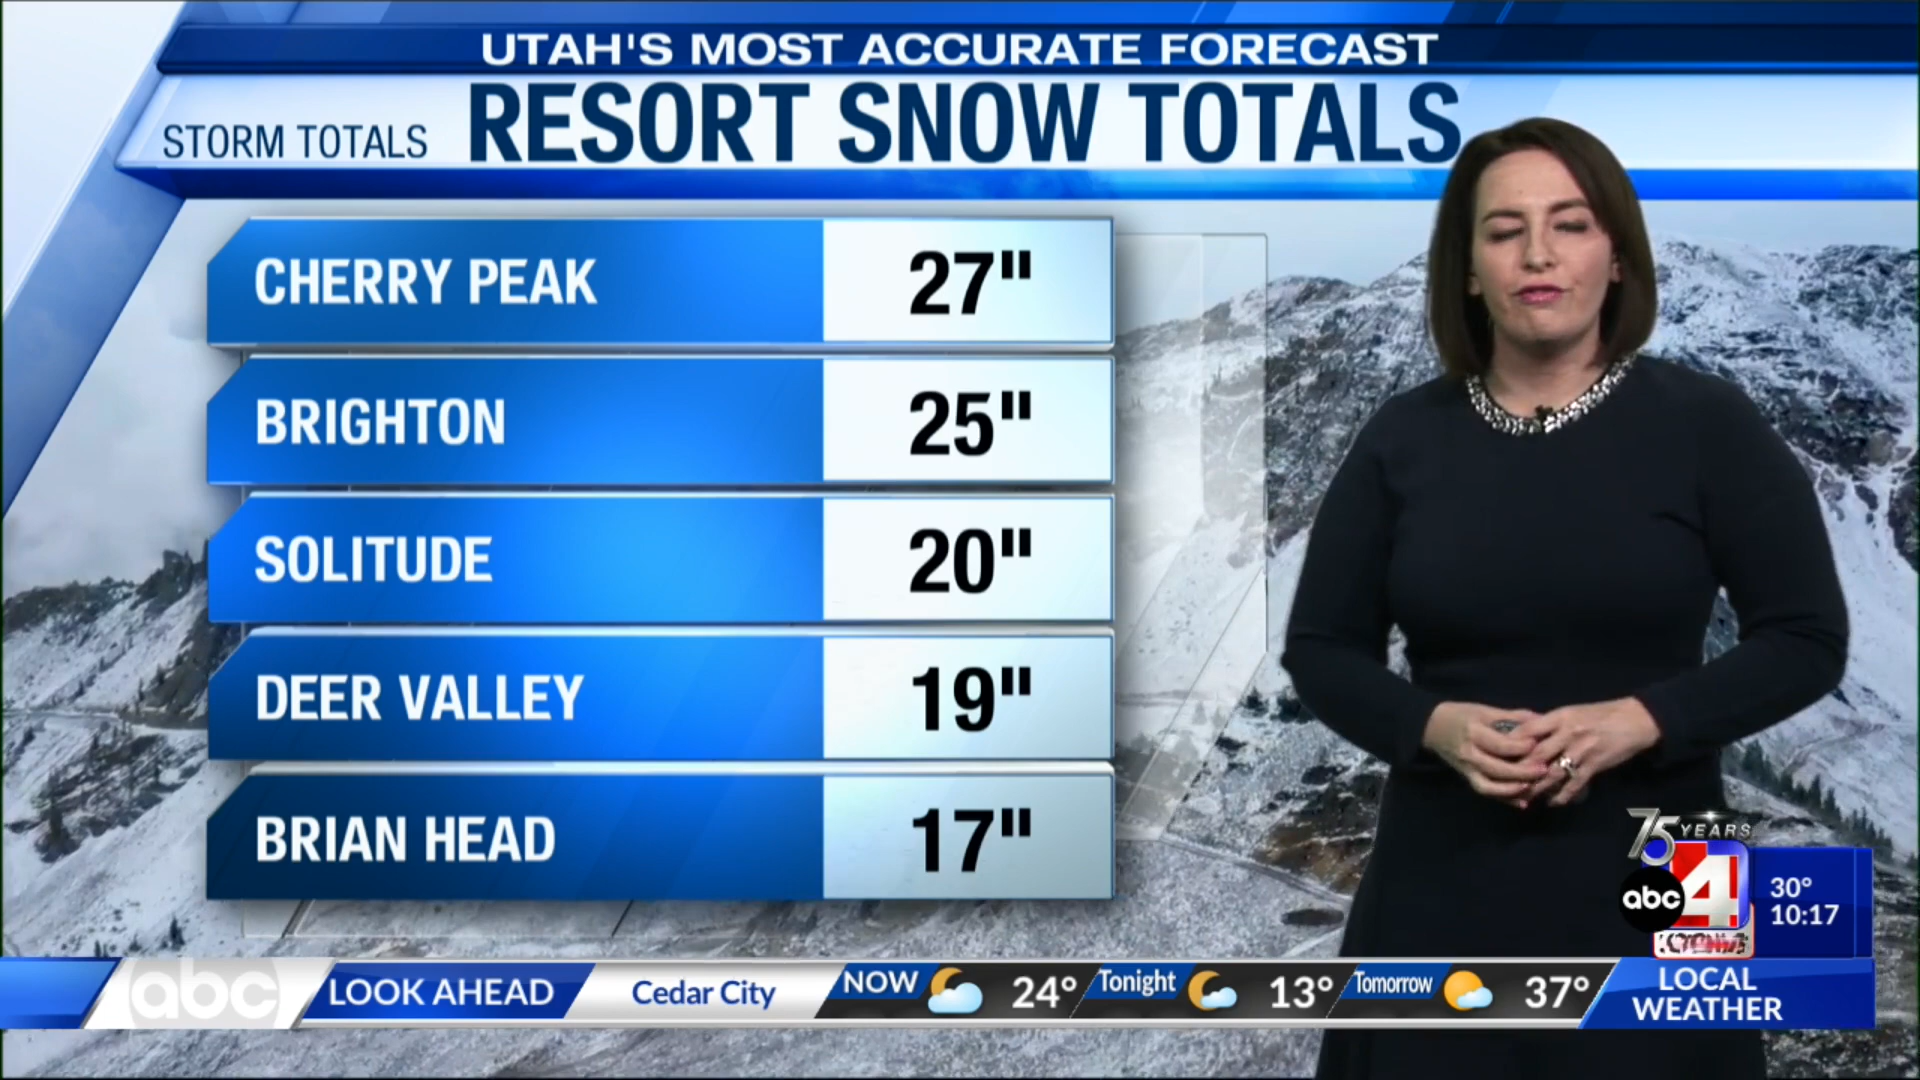 UTAH'S MOST ACCURATE FORECAST
STORM TOTALS RESORT SNOW TOTALS
CHERRY PEAK 27"
BRIGHTON 25"
SOLITUDE 20"
DEER VALLEY 19"
BRIAN HEAD 17"
75 YEARS
abc 4
30°
10:17
abc LOOK AHEAD Cedar City NOW 24° Tonight 13° Tomorrow 37°
LOCAL
WEATHER